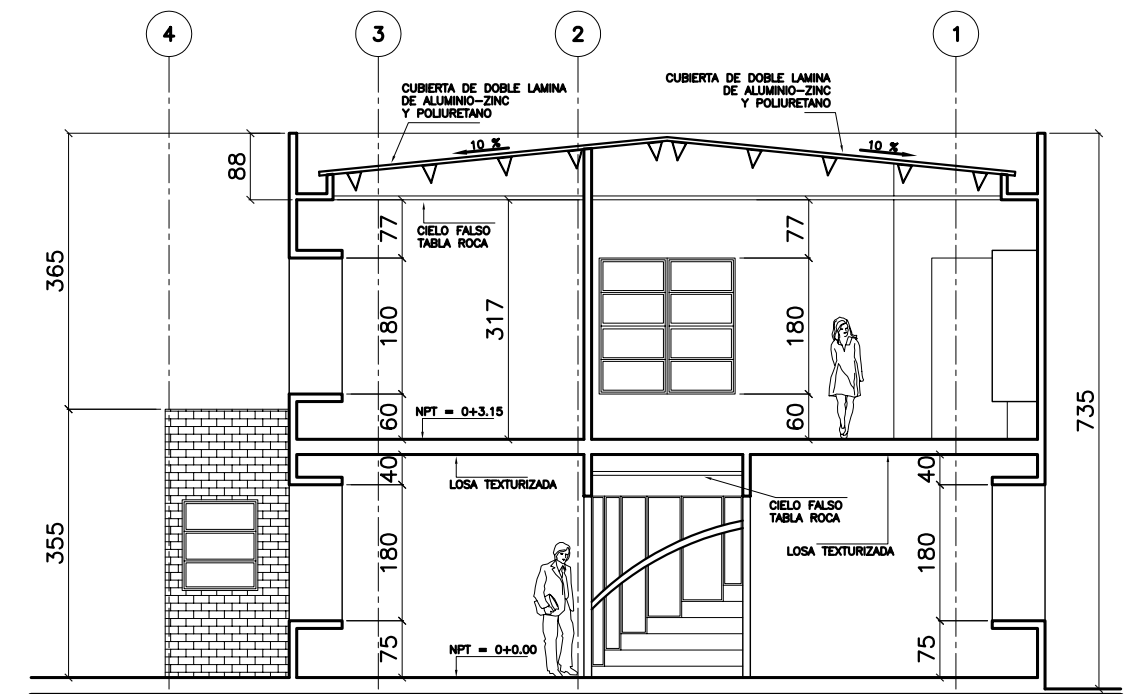 4
3
2
1
CUBIERTA DE DOBLE LAMINA
DE ALUMINIO-ZINC
Y POLIURETANO
CUBIERTA DE DOBLE LAMINA
DE ALUMINIO-ZINC
Y POLIURETANO
10 %
10 %
88
365
77
CIELO FALSO
TABLA ROCA
77
180
317
180
60
NPT = 0+3.15
60
735
40
LOSA TEXTURIZADA
40
CIELO FALSO
TABLA ROCA
LOSA TEXTURIZADA
355
180
180
75
NPT = 0+0.00
75